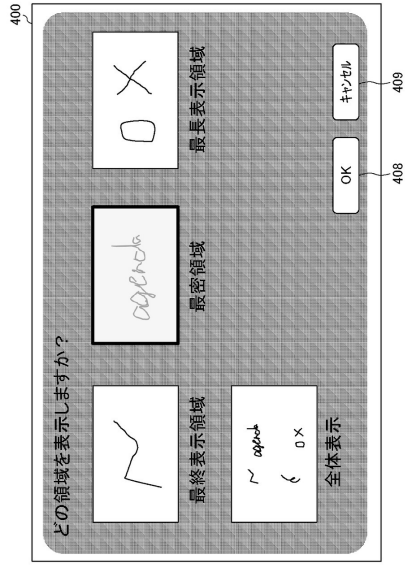 400
どの領域を表示しますか？
agenda
最終表示領域
最密領域
最長表示領域
agenda
OX
全体表示
OK
キャンセル
408
409